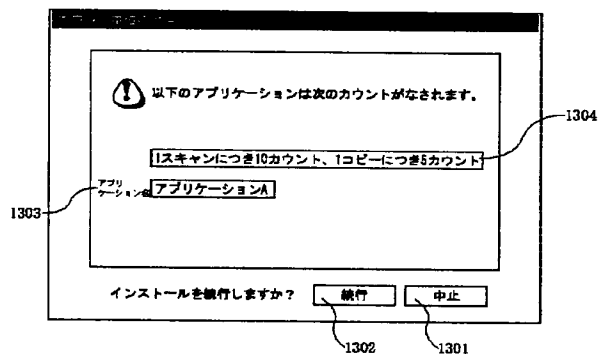 以下のアプリケーションは次のカウントがなされます。
1304
1スキャンにつき10カウント、1コピーにつき5カウント
アプリ
ケーション名
アプリケーションA
1303
インストールを続行しますか？
続行
中止
1302
1301